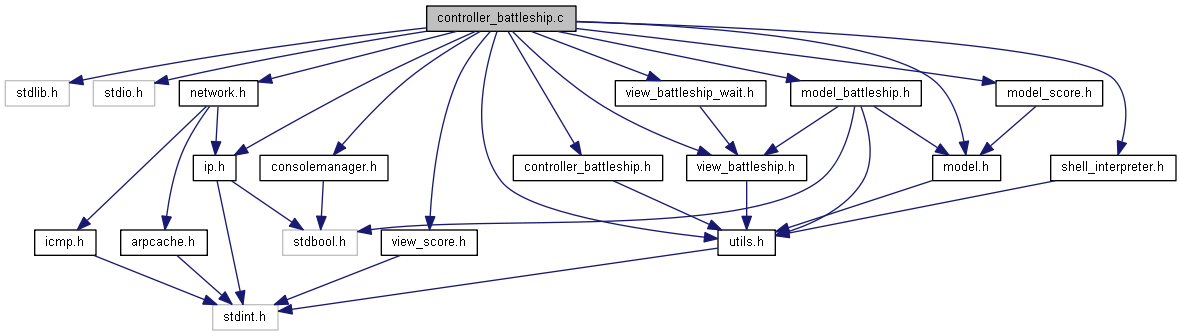 controller_battleship.c
stdlib.h
stdio.h
network.h
view_battleship_wait.h
model_battleship.h
model_score.h
ip.h
consolemanager.h
controller_battleship.h
view_battleship.h
model.h
shell_interpreter.h
icmp.h
arpcache.h
stdbool.h
view_score.h
utils.h
stdint.h